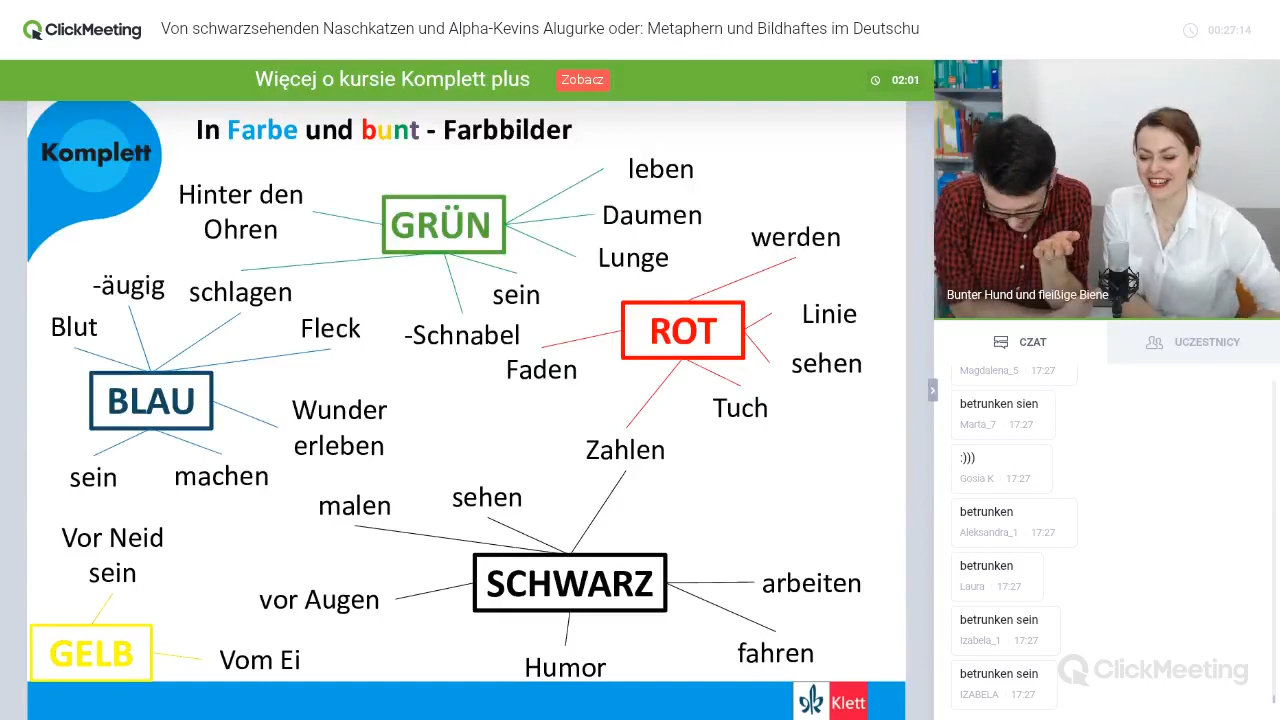 ClickMeeting
Von schwarzsehenden Naschkatzen und Alpha-Kevins Alugurke oder: Metaphern und Bildhaftes im Deutschu
00:27:14
Więcej o kursie Komplett plus
Zobacz
02:01
Komplett
In Farbe und bunt - Farbbilder
leben
Hinter den
Ohren
GRÜN
Daumen
werden
Lunge
-äugig
schlagen
sein
Blut
Fleck
-Schnabel
ROT
Linie
Faden
sehen
BLAU
Wunder
erleben
Tuch
Zahlen
sein
machen
malen
sehen
Vor Neid
sein
SCHWARZ
arbeiten
vor Augen
GELB
Vom Ei
Humor
fahren
Klett
Bunter Hund und fleißige Biene
CZAT
UCZESTNICY
Magdalena_5 17:27
betrunken sien
Marta_7 17:27
:)))
Gosia K 17:27
betrunken
Aleksandra_1 17:27
betrunken
Laura 17:27
betrunken sein
Izabela_1 17:27
betrunken sein
IZABELA 17:27
ClickMeeting